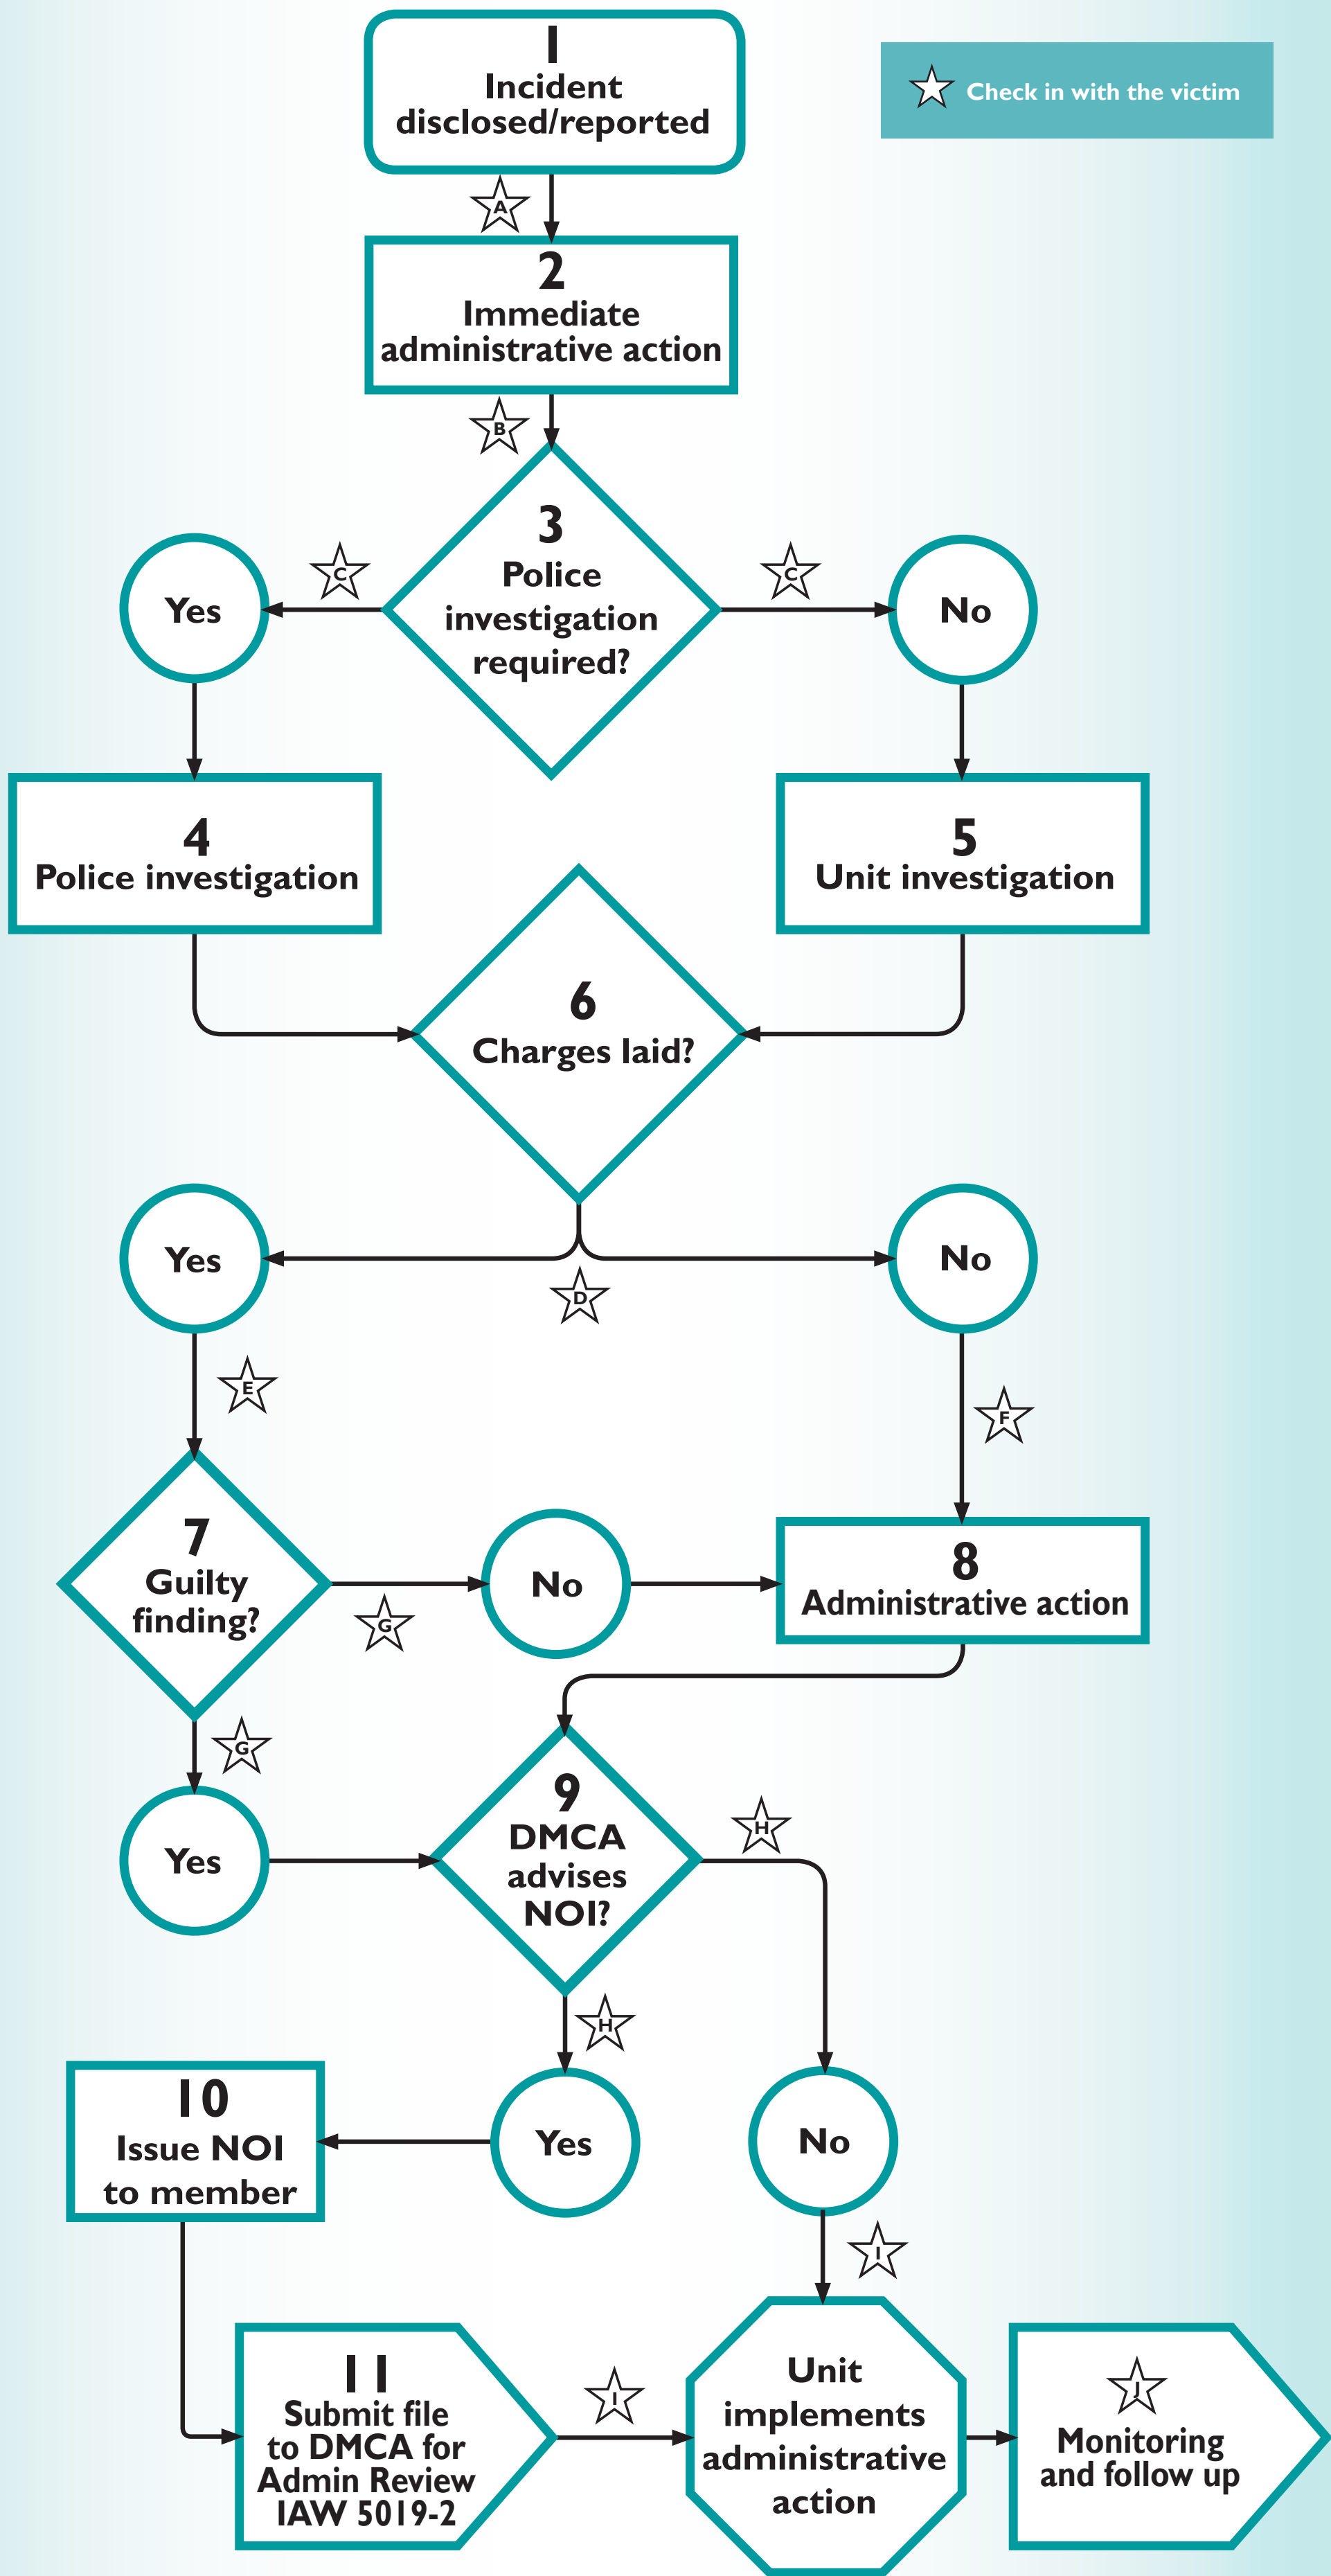 1
Incident
disclosed/reported
Check in with the victim
A
2
Immediate
administrative action
B
3
Police
investigation
required?
C
C
Yes
No
4
Police investigation
5
Unit investigation
6
Charges laid?
D
Yes
No
E
F
7
Guilty
finding?
G
No
8
Administrative action
G
Yes
9
DMCA
advises
NOI?
H
H
Yes
No
10
Issue NOI
to member
I
11
Submit file
to DMCA for
Admin Review
IAW 5019-2
I
Unit
implements
administrative
action
J
Monitoring
and follow up